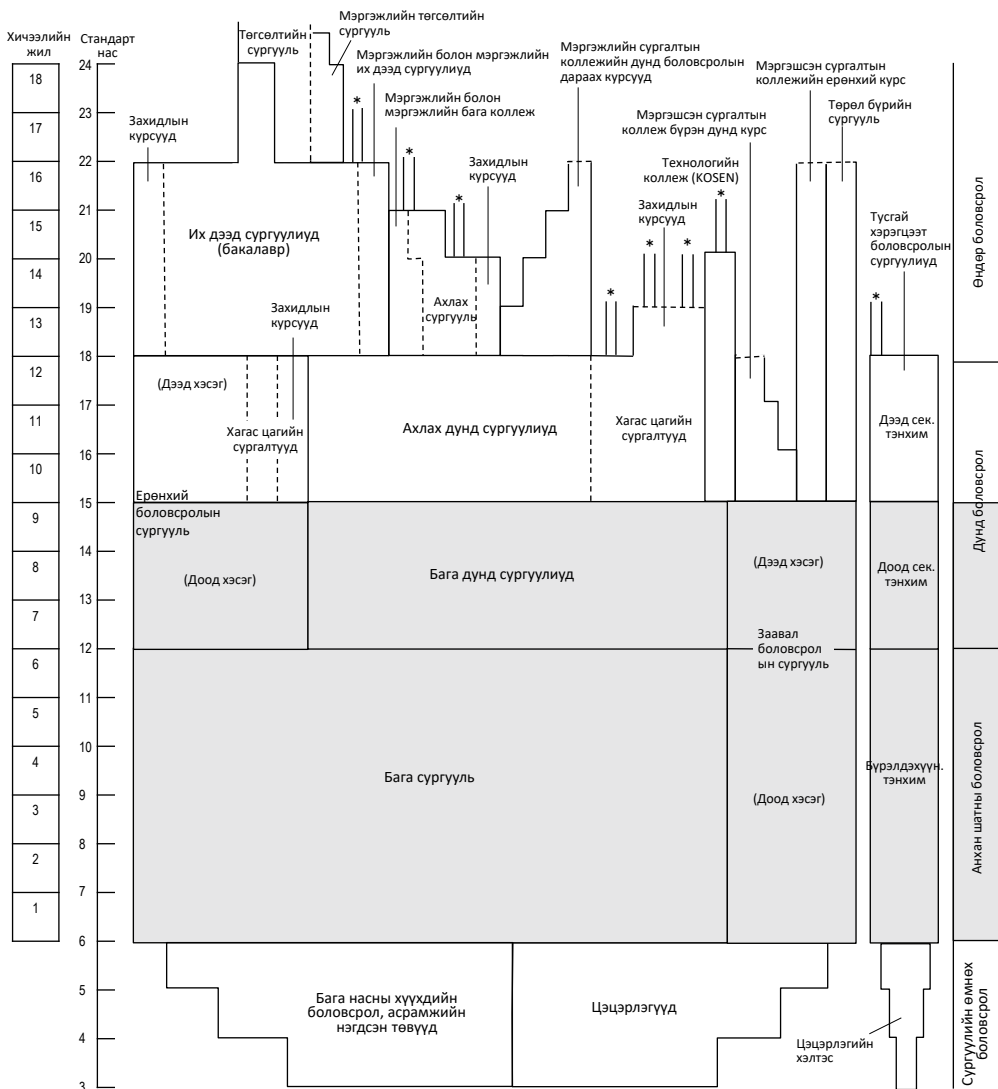 Хичээлийн
жил
Стандарт
нас
Төгсөлтийн
сургууль
Мэргэжлийн төгсөлтийн
сургууль
Мэргэжлийн болон мэргэжлийн
их дээд сургуулиуд
Мэргэжлийн болон
мэргэжлийн бага коллеж
Мэргэжлийн сургалтын
коллежийн дунд боловсролын
дараах курсууд
Мэргэшсэн сургалтын
коллежийн ерөнхий курс
Төрөл бүрийн
сургууль
Мэргэшсэн сургалтын
коллеж бүрэн дунд курс
Технологийн
коллеж (KOSEN)
Захидлын
курсууд
Захидлын
курсууд
Захидлын
курсууд
Захидлын
курсууд
Их дээд сургуулиуд
(бакалавр)
Ахлах
сургууль
Тусгай
хэрэгцээт
боловсролын
сургуулиуд
*
*
*
*
*
*
*
*
(Дээд хэсэг)
Хагас цагийн
сургалтууд
Ахлах дунд сургуулиуд
Хагас цагийн
сургалтууд
Дээд сек.
тэнхим
Ерөнхий
боловсролын
сургууль
(Доод хэсэг)
Бага дунд сургуулиуд
(Дээд хэсэг)
Доод сек.
тэнхим
Заавал
боловсрол
ын сургууль
Бага сургууль
(Доод хэсэг)
Бүрэлдэхүүн.
тэнхим
Бага насны хүүхдийн
боловсрол, асрамжийн
нэгдсэн төвүүд
Цэцэрлэгүүд
Цэцэрлэгийн
хэлтэс
Өндөр боловсрол
Дунд боловсрол
Анхан шатны боловсрол
Сургуулийн өмнөх
боловсрол
18
17
16
15
14
13
12
11
10
9
8
7
6
5
4
3
2
1
24
23
22
21
20
19
18
17
16
15
14
13
12
11
10
9
8
7
6
5
4
3